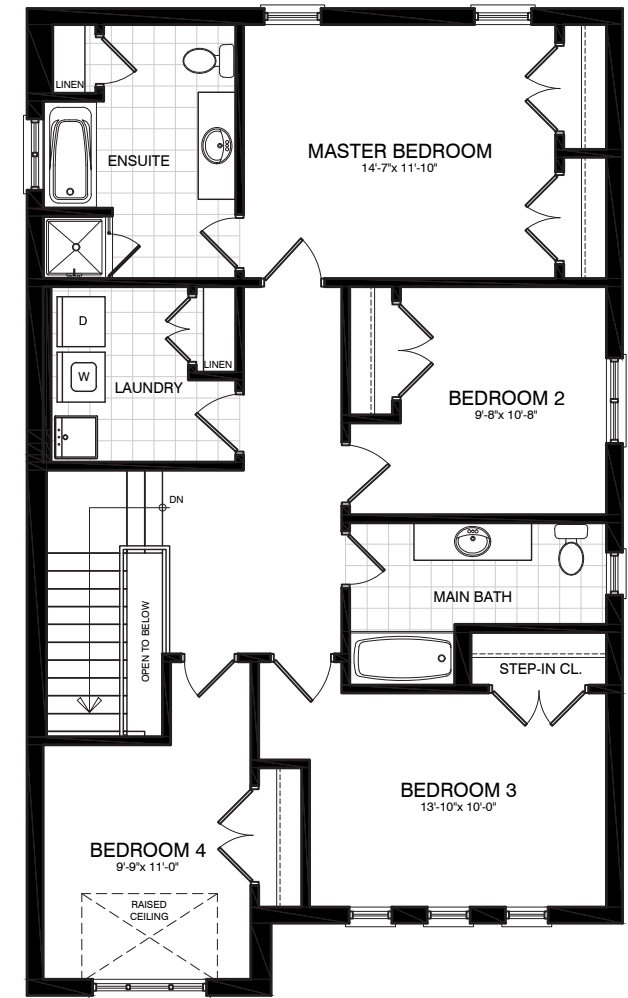 LINEN
ENSUITE
MASTER BEDROOM
14'-7"x 11'-10"
D
W
LINEN
LAUNDRY
BEDROOM 2
9'-8"x 10'-8"
DN
MAIN BATH
OPEN TO BELOW
STEP-IN CL.
BEDROOM 3
13'-10"x 10'-0"
BEDROOM 4
9'-9"x 11'-0"
RAISED
CEILING